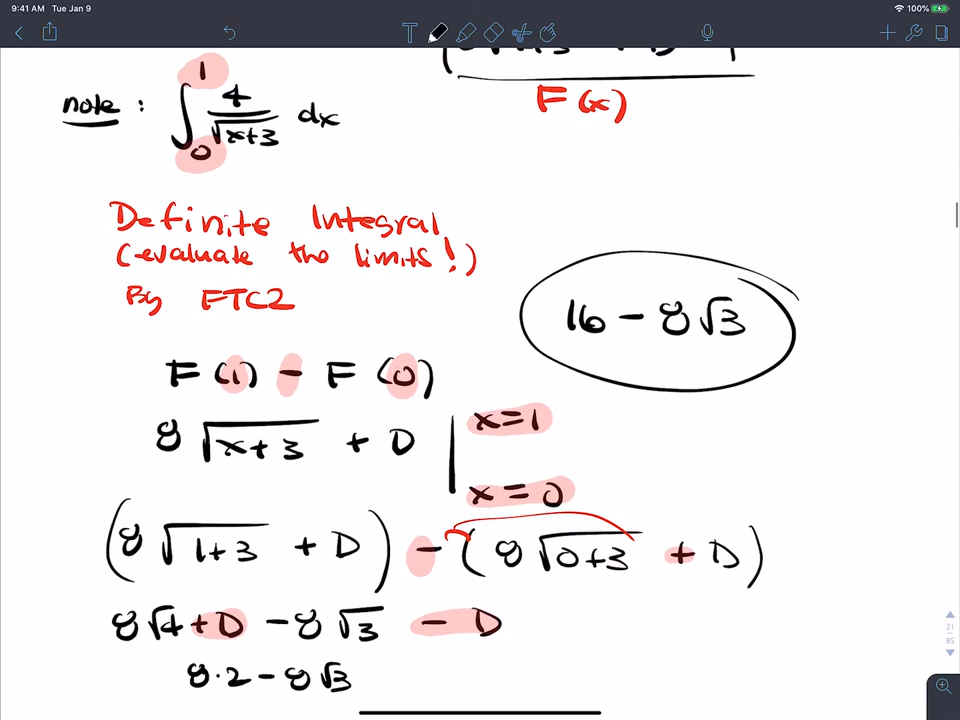 9:41 AM Tue Jan 9
100%
F(x)
note : ∫₀¹ 4/√(x+3) dx
Definite Integral
(evaluate the limits!)
By FTC2
16 - 8√3
F(1) - F(0)
8√(x+3) + D | x=1
x=0
(8√(1+3) + D) - (8√(0+3) + D)
8√4 + D - 8√3 - D
8·2 - 8√3
21
85